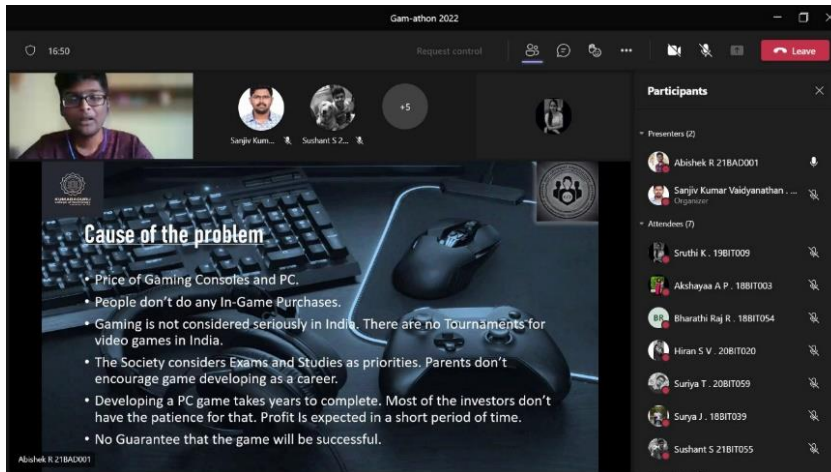 Gam-athon 2022
16:50
Request control
Leave
Sanjiv Kum...
Sushant S 2...
+5
KUMARAGURU
Cause of the problem
• Price of Gaming Consoles and PC.
• People don't do any In-Game Purchases.
• Gaming is not considered seriously in India. There are no Tournaments for
video games in India.
• The Society considers Exams and Studies as priorities. Parents don't
encourage game developing as a career.
• Developing a PC game takes years to complete. Most of the investors don't
have the patience for that. Profit Is expected in a short period of time.
• No Guarantee that the game will be successful.
Abishek R 21BAD001
Participants
Presenters (2)
Abishek R 21BAD001
Sanjiv Kumar Vaidyanathan . ...
Organizer
Attendees (7)
Sruthi K . 19BIT009
Akshayaa A P . 18BIT003
BR
Bharathi Raj R . 18BIT054
Hiran S V . 20BIT020
Suriya T . 20BIT059
Surya J . 18BIT039
Sushant S 21BIT055